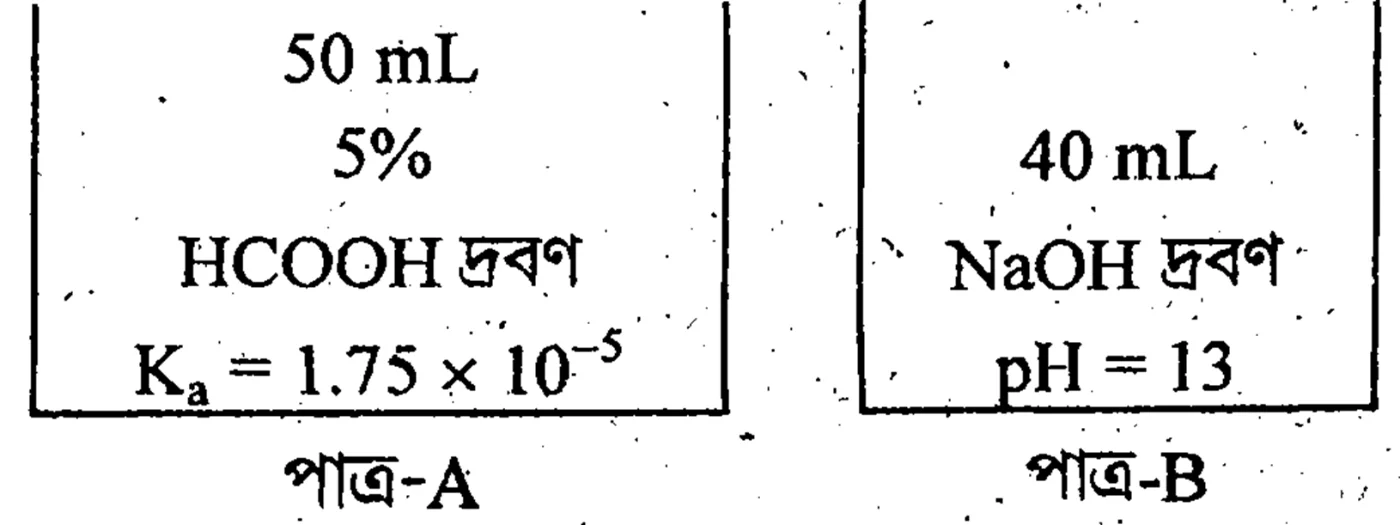 50 mL
5%
HCOOH দ্রবণ
Kₐ = 1.75 × 10⁻⁵
পাত্র-A
40 mL
NaOH দ্রবণ
pH = 13
পাত্র-B